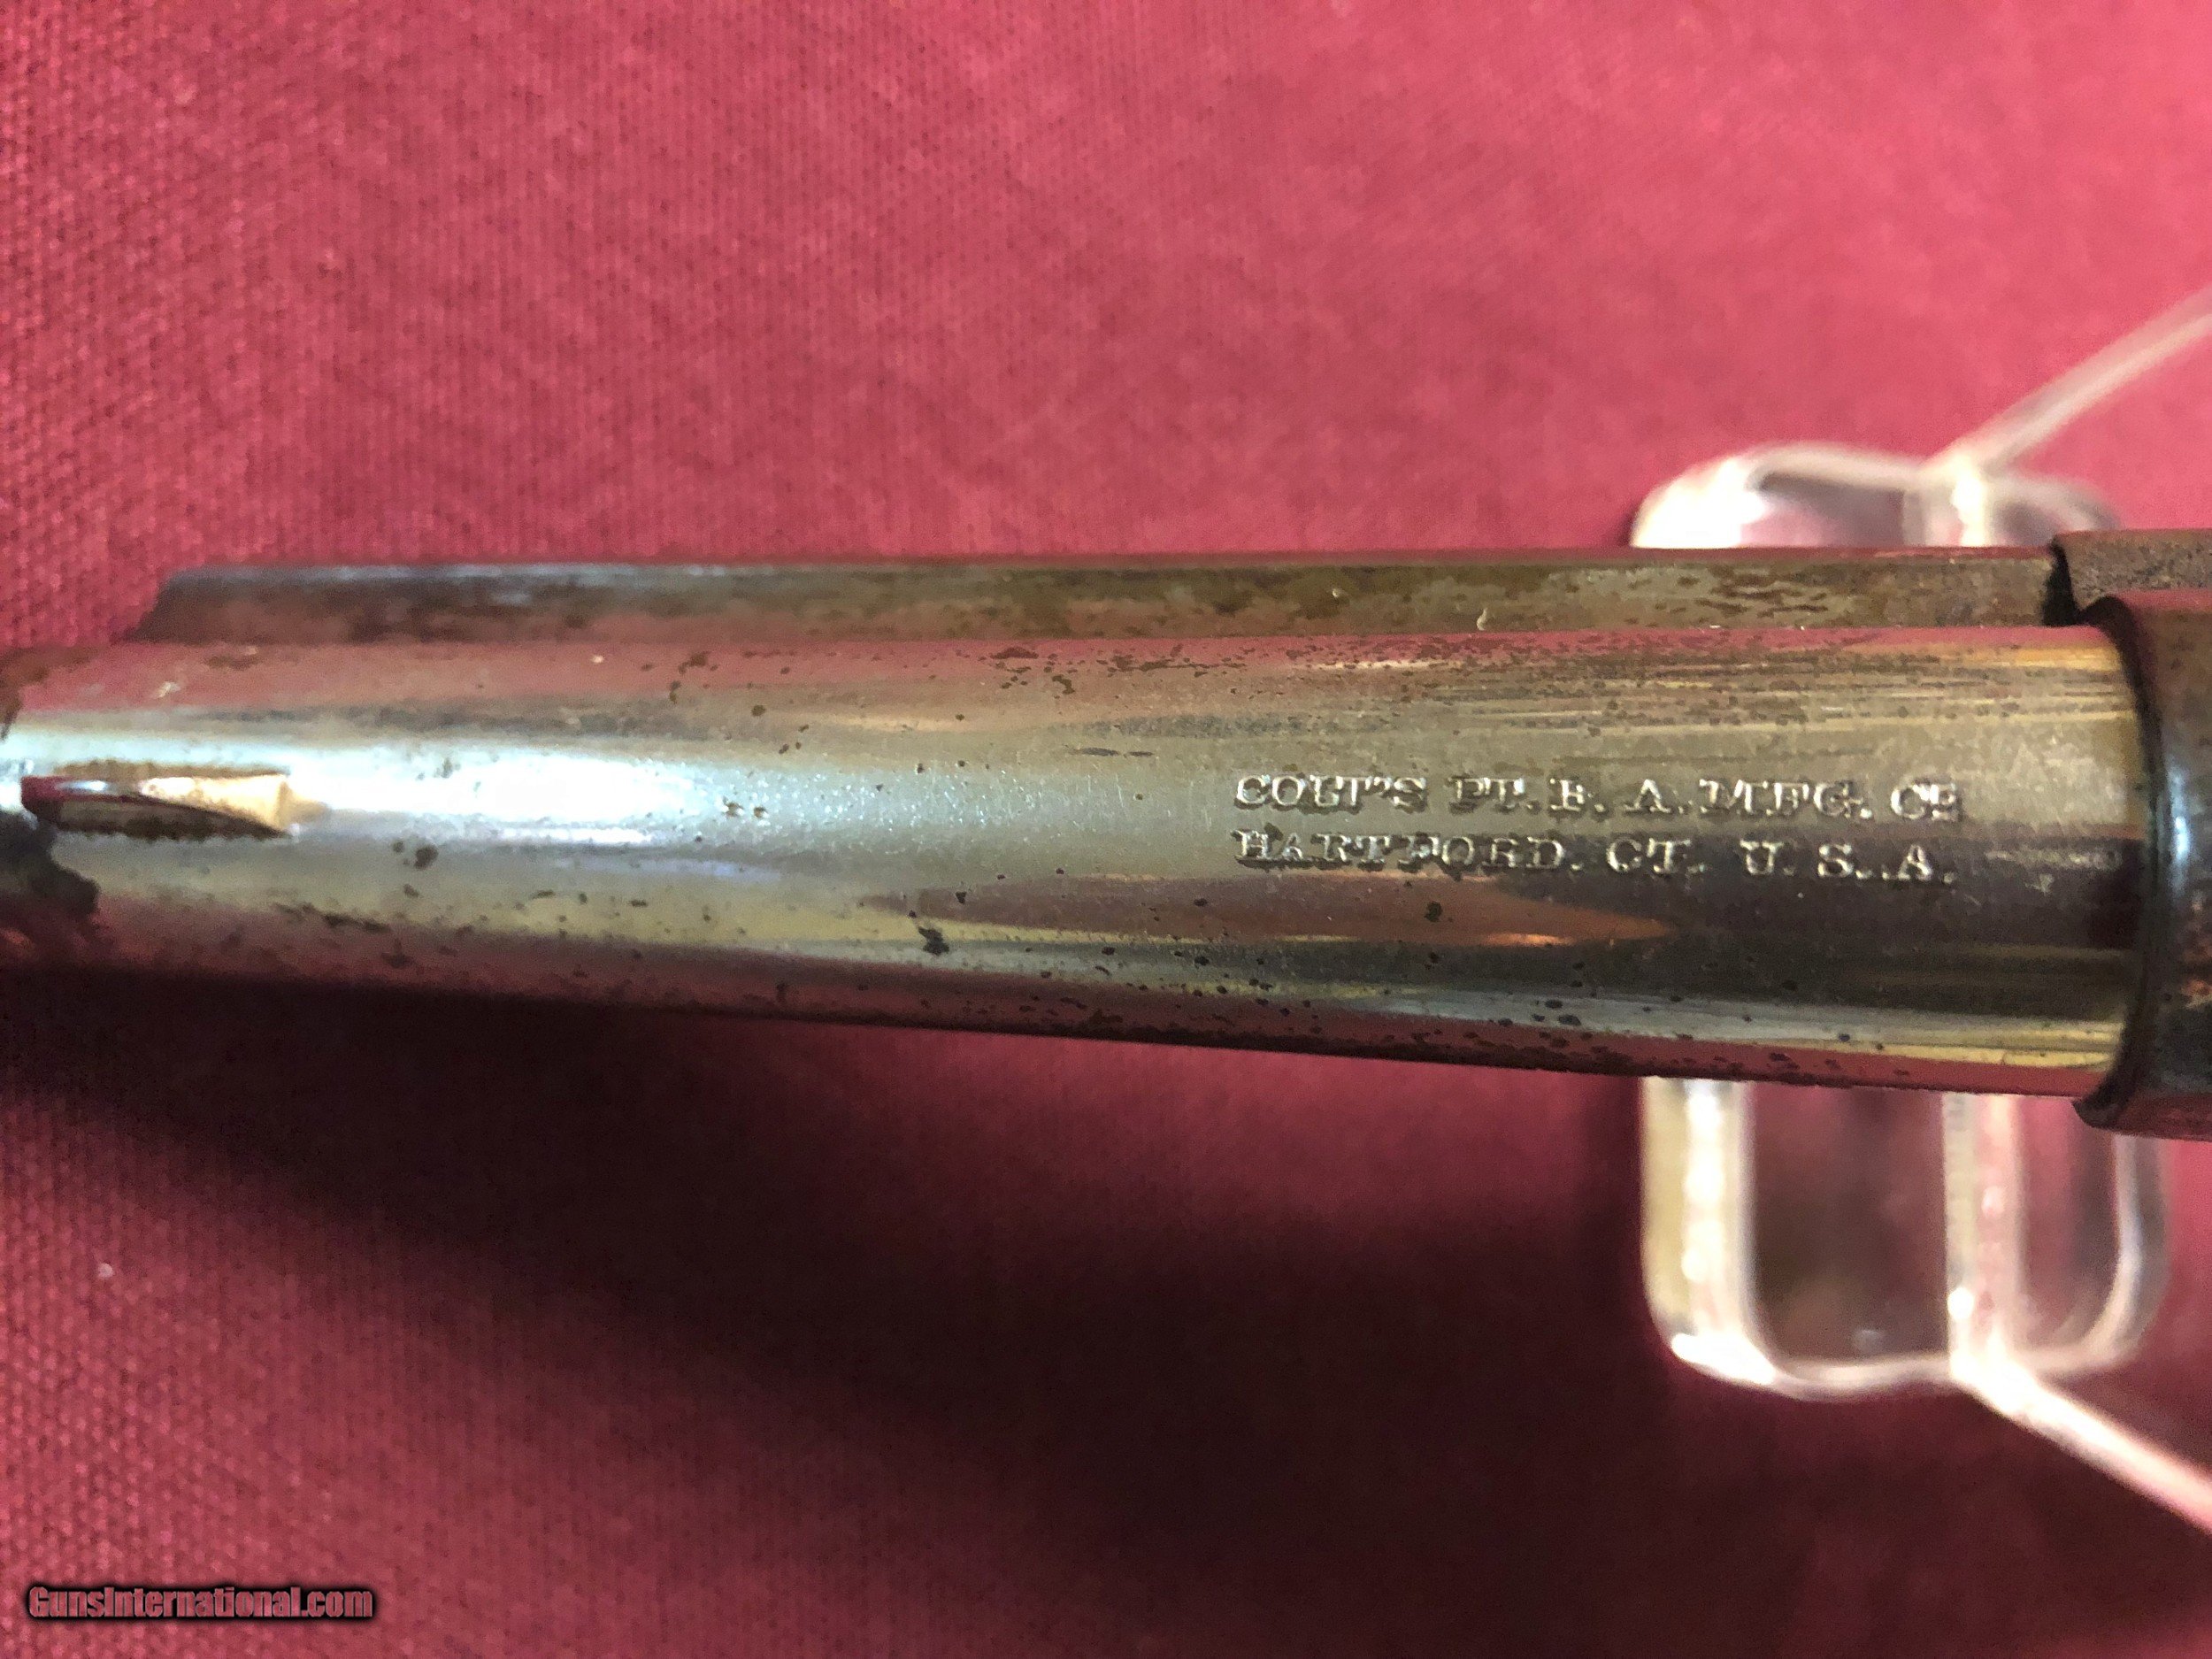 COLT'S PT. F. A. MFG. Co
HARTFORD. CT. U. S. A.
GunsInternational.com